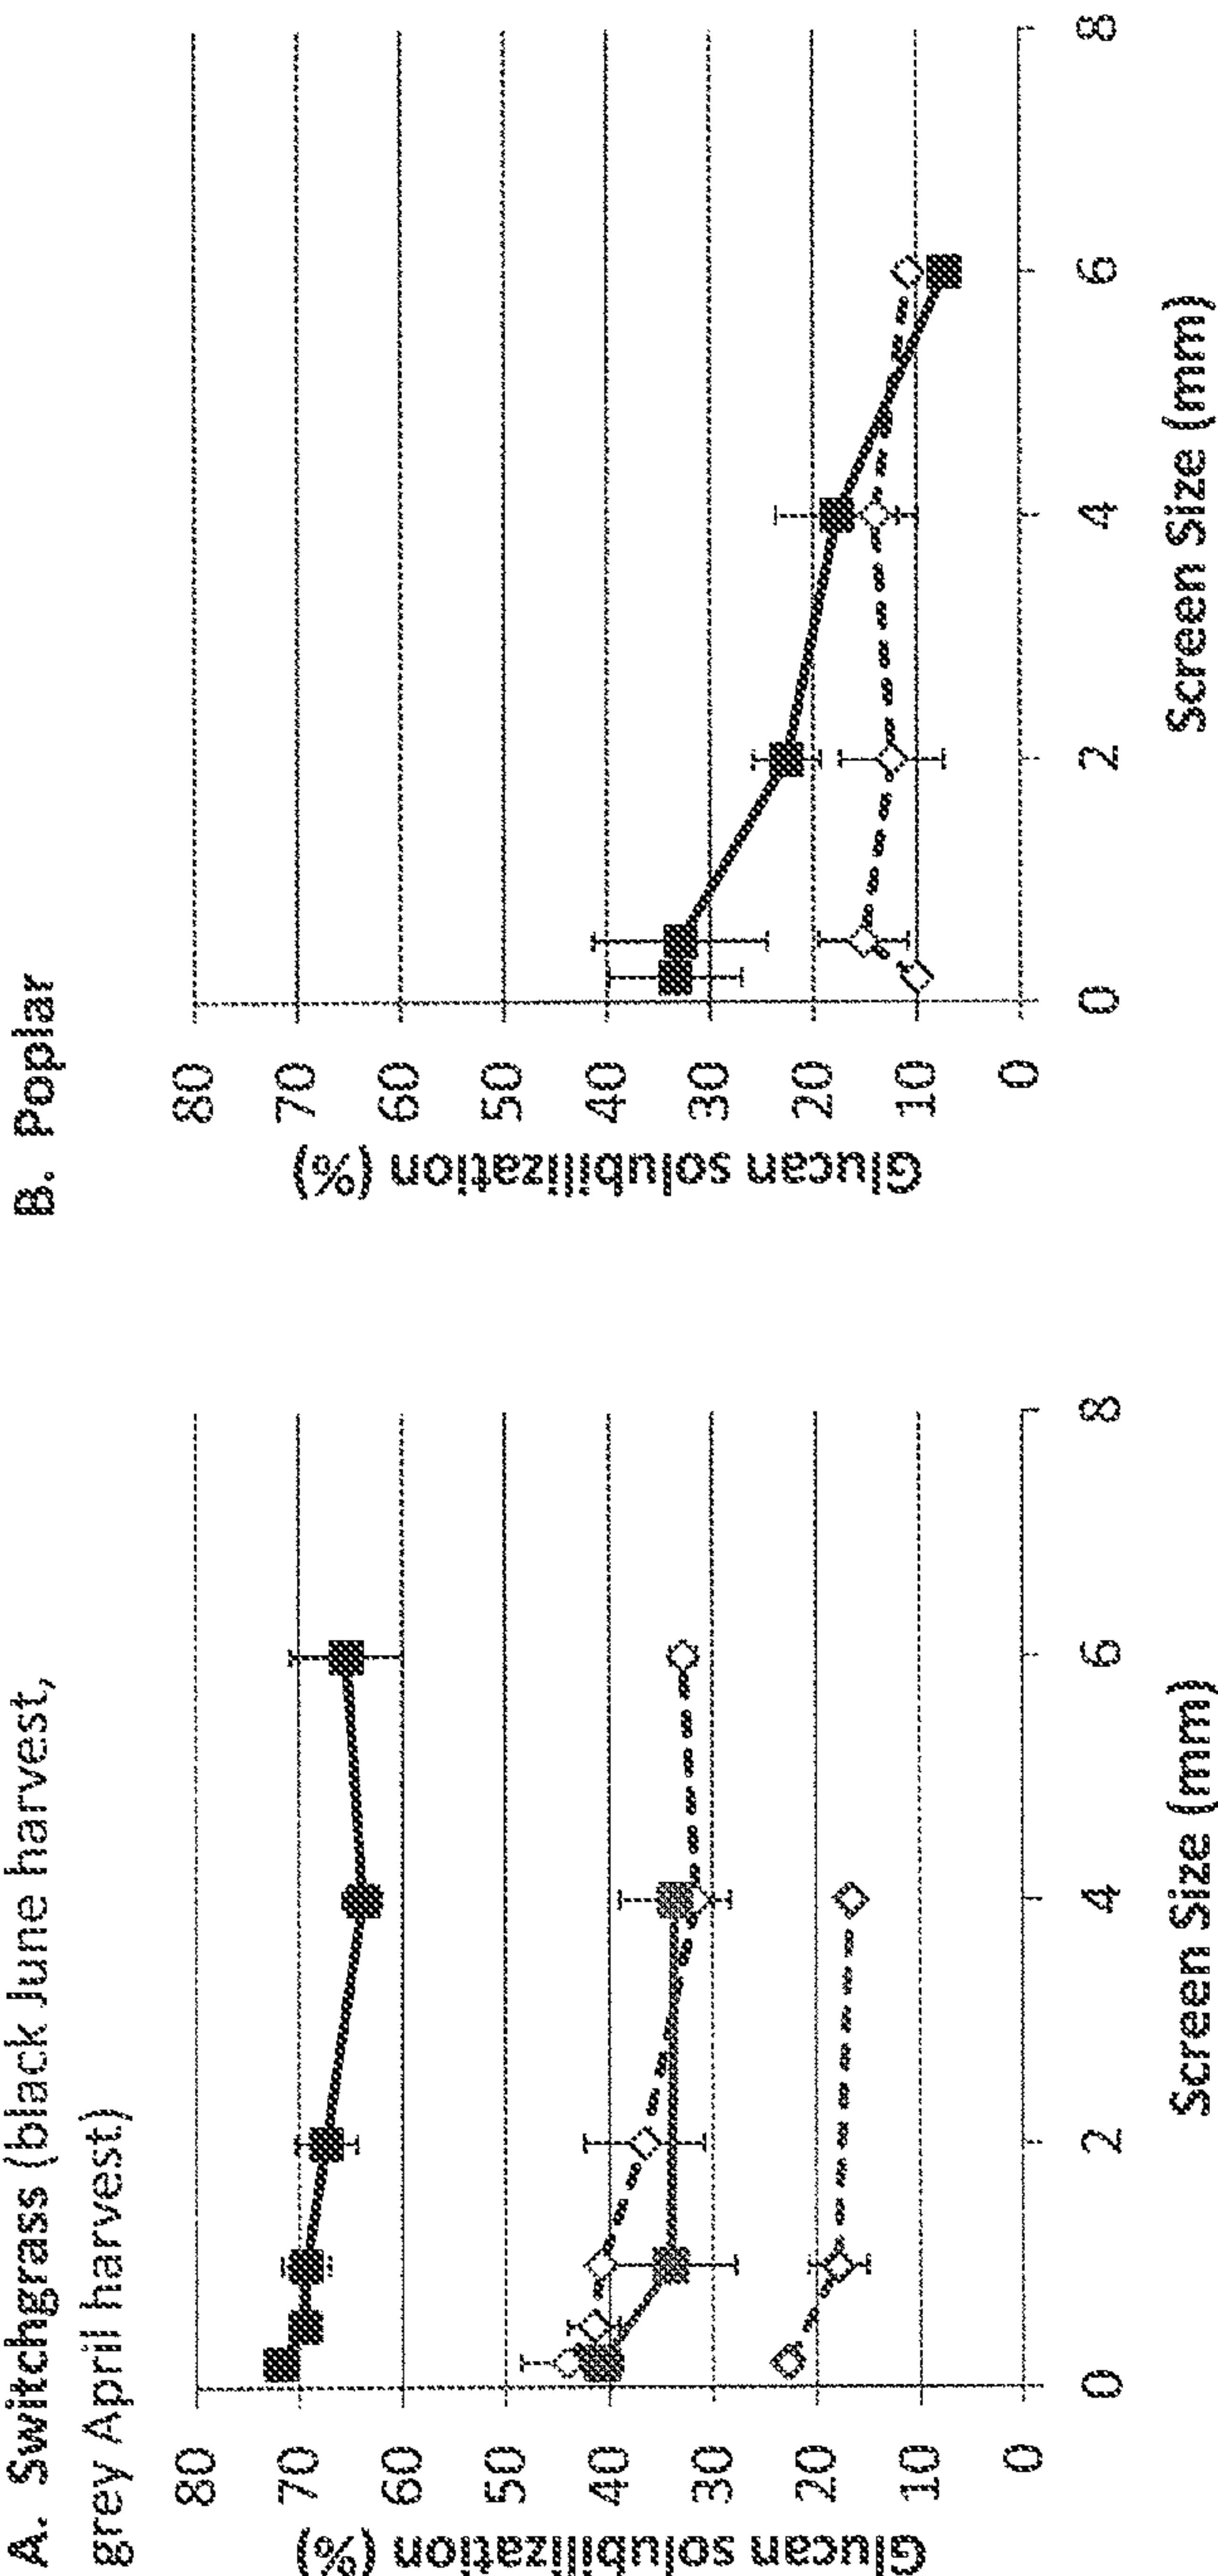 A. Switchgrass (black June harvest,
grey April harvest)
Glucan solubilization
(%)
80
70
60
50
40
30
20
10
0
0 2 4 6 8
Screen Size (mm)
B. Poplar
Glucan solubilization (%)
80
70
60
50
40
30
20
10
0
0 2 4 6 8
Screen Size (mm)